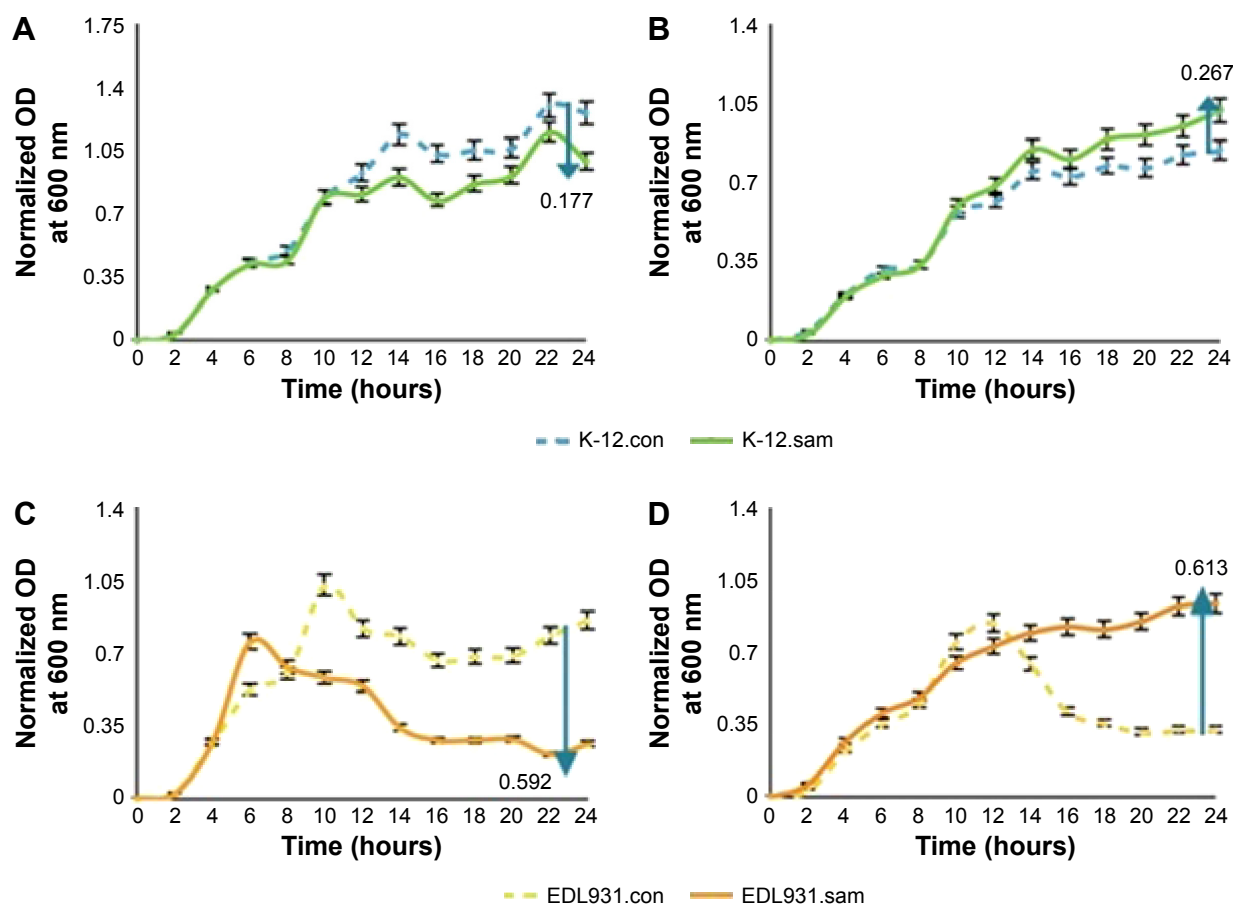 A
Normalized OD
at 600 nm
1.75
1.4
1.05
0.7
0.35
0
0.177
0 2 4 6 8 10 12 14 16 18 20 22 24
Time (hours)
B
Normalized OD
at 600 nm
1.4
1.05
0.7
0.35
0
0.267
0 2 4 6 8 10 12 14 16 18 20 22 24
Time (hours)
K-12.con K-12.sam
C
Normalized OD
at 600 nm
1.4
1.05
0.7
0.35
0
0.592
0 2 4 6 8 10 12 14 16 18 20 22 24
Time (hours)
D
Normalized OD
at 600 nm
1.4
1.05
0.7
0.35
0
0.613
0 2 4 6 8 10 12 14 16 18 20 22 24
Time (hours)
EDL931.con EDL931.sam